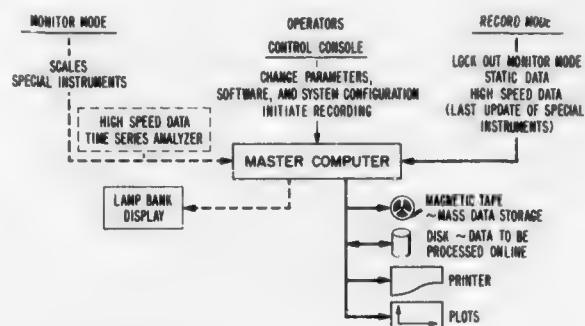 MONITOR MODE
SCALES
SPECIAL INSTRUMENTS
HIGH SPEED DATA
TIME SERIES ANALYZER
OPERATORS
CONTROL CONSOLE
CHANGE PARAMETERS,
SOFTWARE, AND SYSTEM CONFIGURATION
INITIATE RECORDING
RECORD MODE
LOCK OUT MONITOR MODE
STATIC DATA
HIGH SPEED DATA
(LAST UPDATE OF SPECIAL
INSTRUMENTS)
MASTER COMPUTER
LAMP BANK
DISPLAY
MAGNETIC TAPE
~MASS DATA STORAGE
DISK ~DATA TO BE
PROCESSED ONLINE
PRINTER
PLOTS